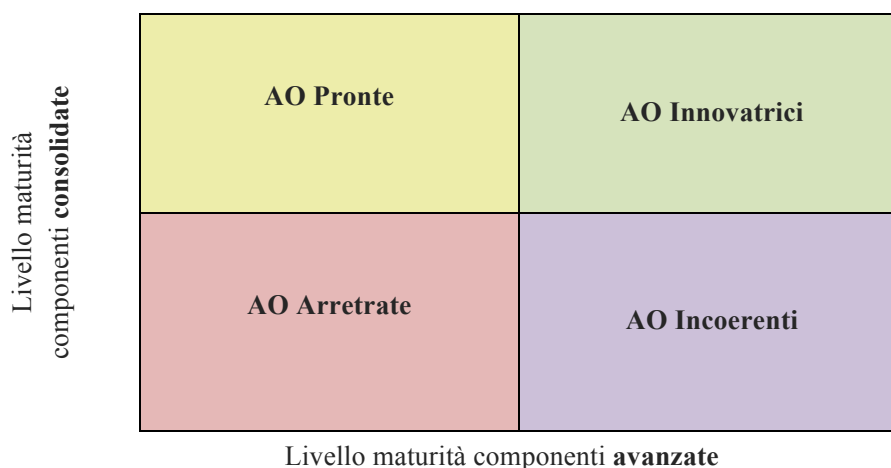 Livello maturità
componenti consolidate
AO Pronte
AO Innovatrici
AO Arretrate
AO Incoerenti
Livello maturità componenti avanzate